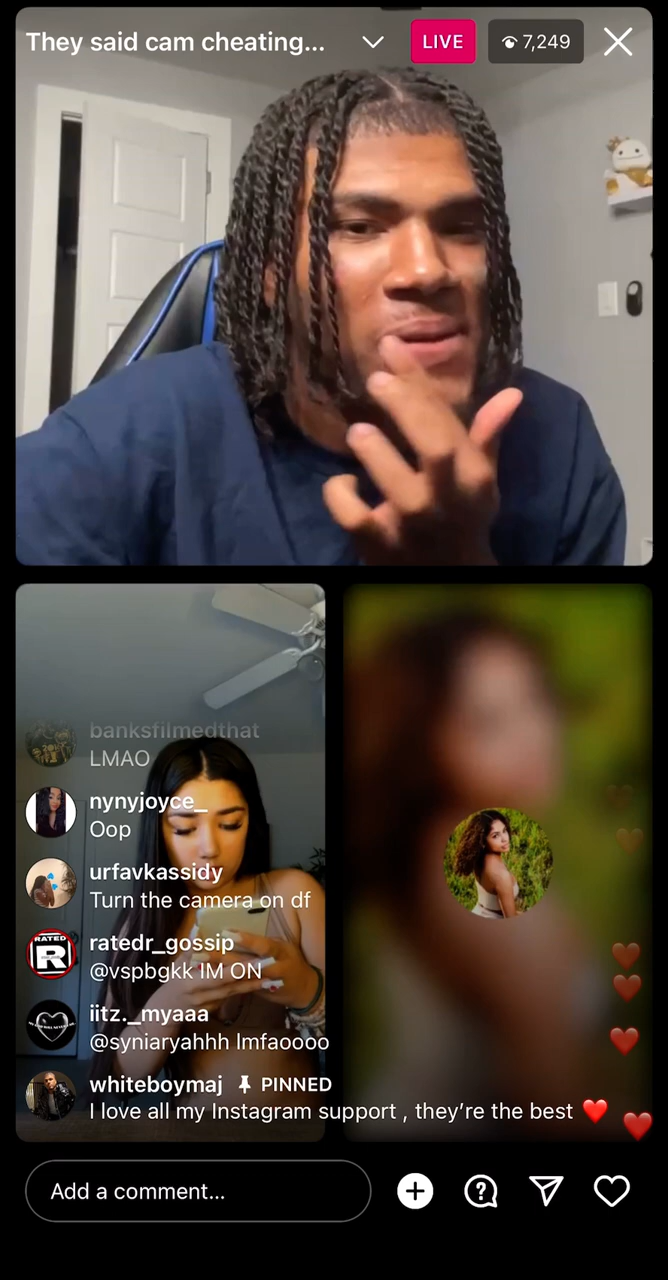 They said cam cheating...
LIVE
7,249
banksfilmedthat
LMAO
nynyjoyce_
Oop
urfavkassidy
Turn the camera on df
RATED
R
ratedr_gossip
@vspbgkk IM ON
iitz._myaaa
@syniaryahhh lmfaoooo
whiteboymaj PINNED
I love all my Instagram support , they’re the best ❤️
Add a comment...